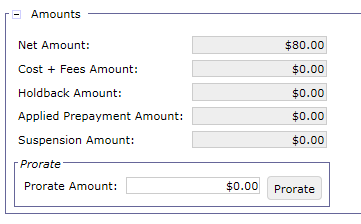 Amounts
Net Amount: $80.00
Cost + Fees Amount: $0.00
Holdback Amount: $0.00
Applied Prepayment Amount: $0.00
Suspension Amount: $0.00
Prorate
Prorate Amount: $0.00 Prorate